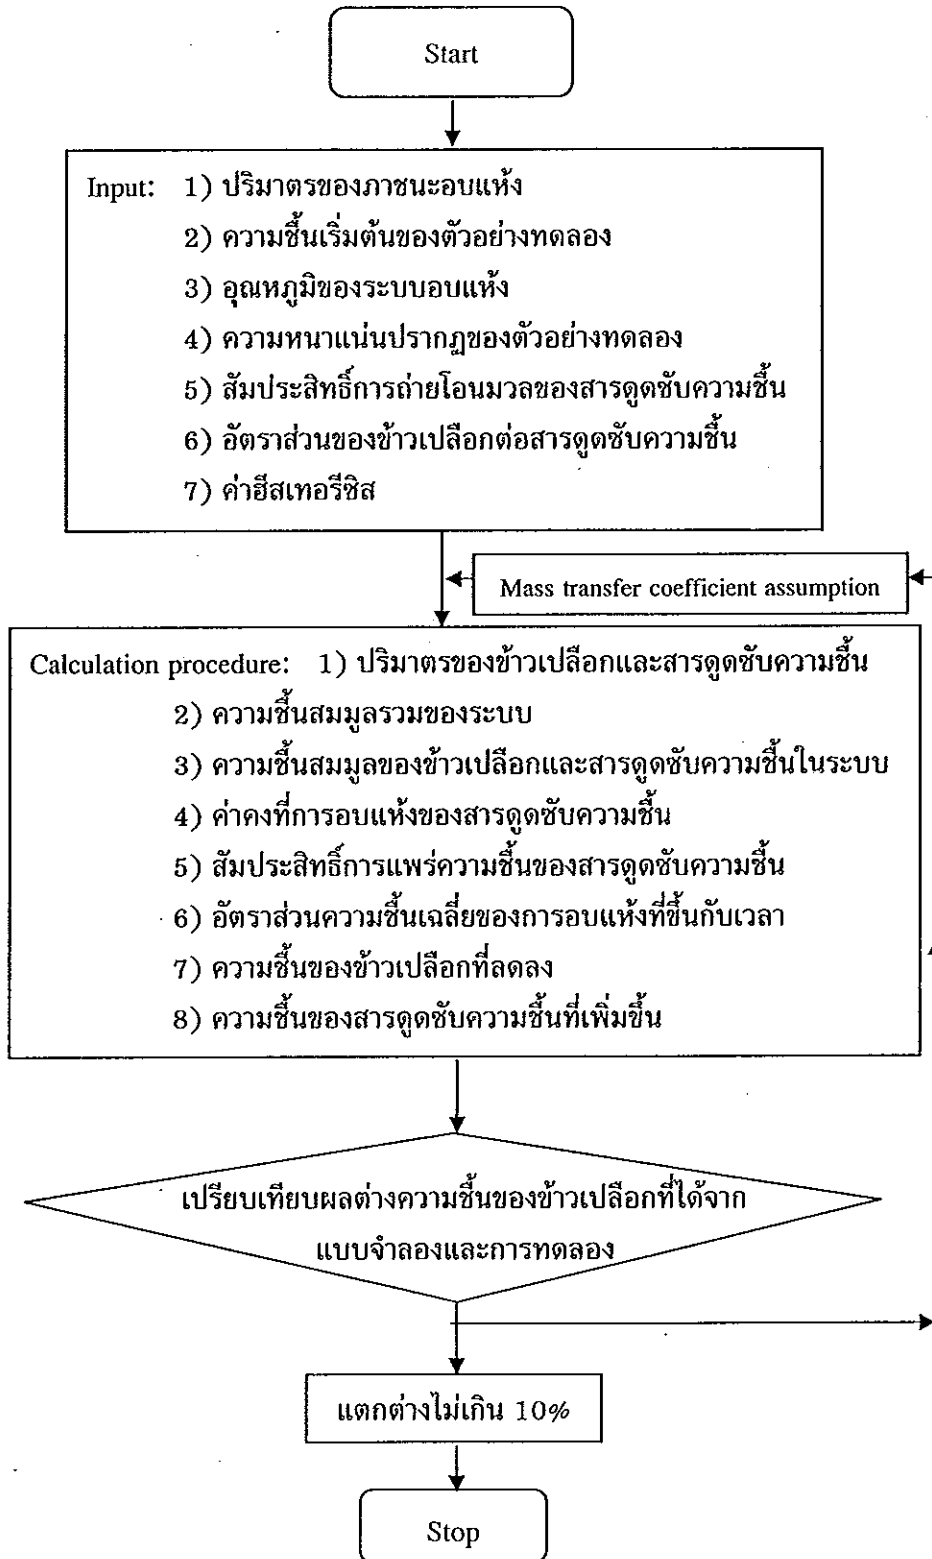 Start
Input: 1) ปริมาตรของภาชนะอบแห้ง
2) ความชื้นเริ่มต้นของตัวอย่างทดลอง
3) อุณหภูมิของระบบอบแห้ง
4) ความหนาแน่นปรากฏของตัวอย่างทดลอง
5) สัมประสิทธิ์การถ่ายโอนมวลของสารดูดซับความชื้น
6) อัตราส่วนของข้าวเปลือกต่อสารดูดซับความชื้น
7) ค่าฮีสเทอรีซิส
Mass transfer coefficient assumption
Calculation procedure: 1) ปริมาตรของข้าวเปลือกและสารดูดซับความชื้น
2) ความชื้นสมมูลรวมของระบบ
3) ความชื้นสมมูลของข้าวเปลือกและสารดูดซับความชื้นในระบบ
4) ค่าคงที่การอบแห้งของสารดูดซับความชื้น
5) สัมประสิทธิ์การแพร่ความชื้นของสารดูดซับความชื้น
6) อัตราส่วนความชื้นเฉลี่ยของการอบแห้งที่ขึ้นกับเวลา
7) ความชื้นของข้าวเปลือกที่ลดลง
8) ความชื้นของสารดูดซับความชื้นที่เพิ่มขึ้น
เปรียบเทียบผลต่างความชื้นของข้าวเปลือกที่ได้จาก
แบบจำลองและการทดลอง
แตกต่างไม่เกิน 10%
Stop